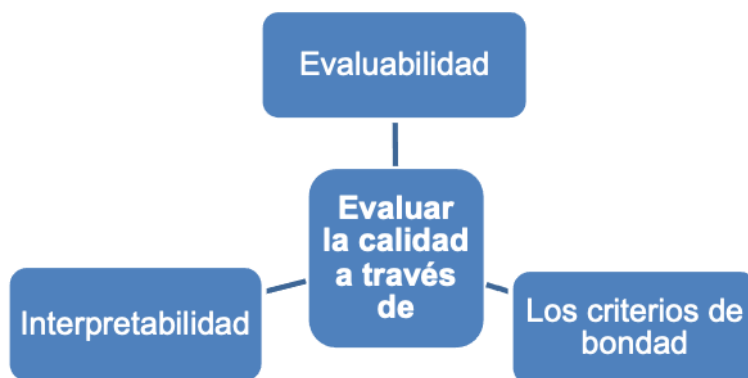 Evaluabilidad
Evaluar
la calidad
a través
de
Interpretabilidad
Los criterios de
bondad